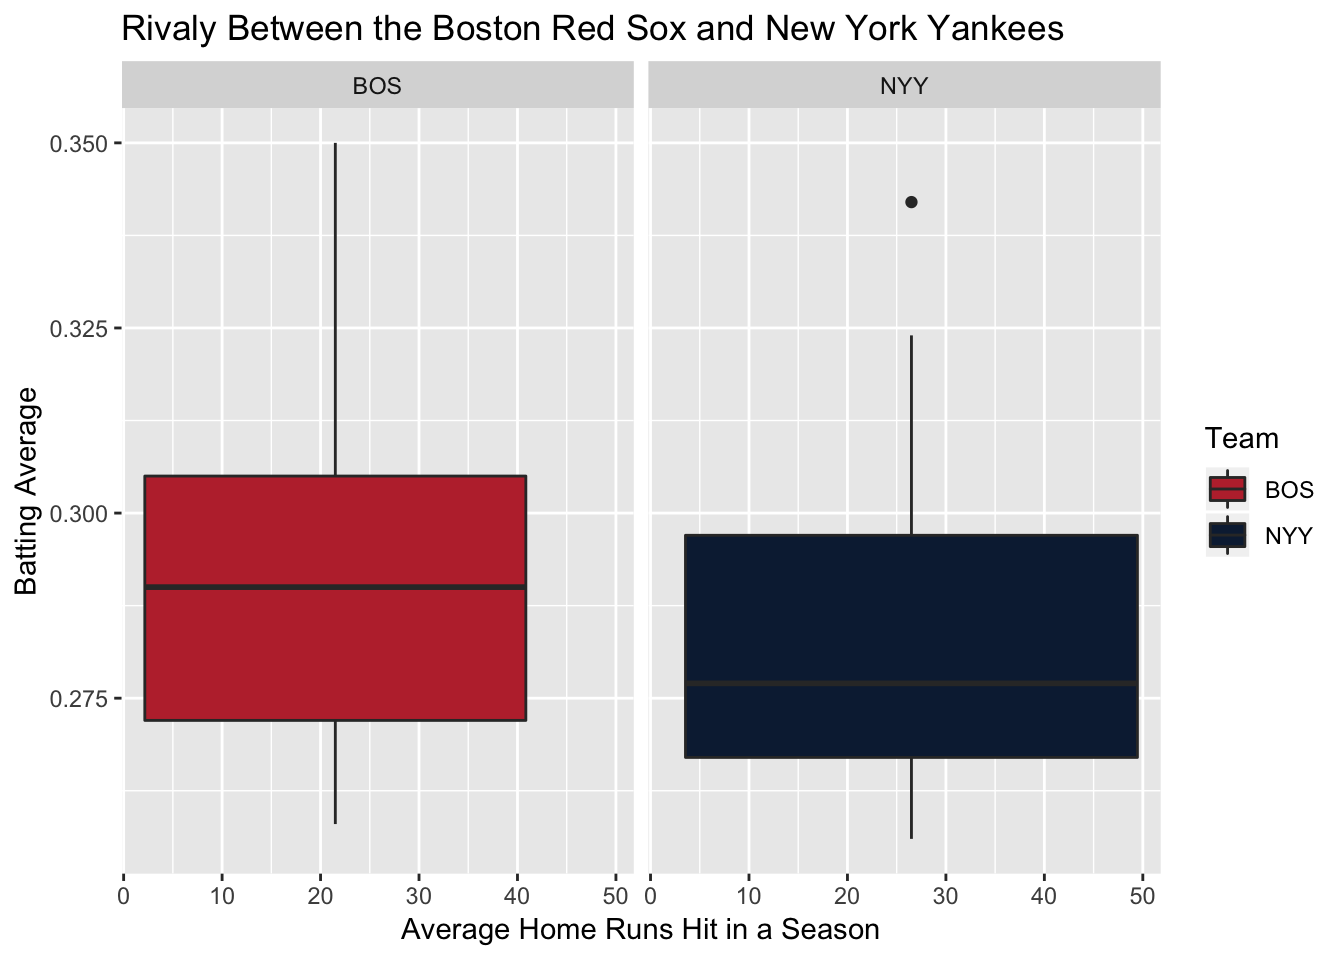 Rivaly Between the Boston Red Sox and New York Yankees
BOS
NYY
0.350
0.325
0.300
0.275
Batting Average
0 10 20 30 40 50
0 10 20 30 40 50
Average Home Runs Hit in a Season
Team
BOS
NYY